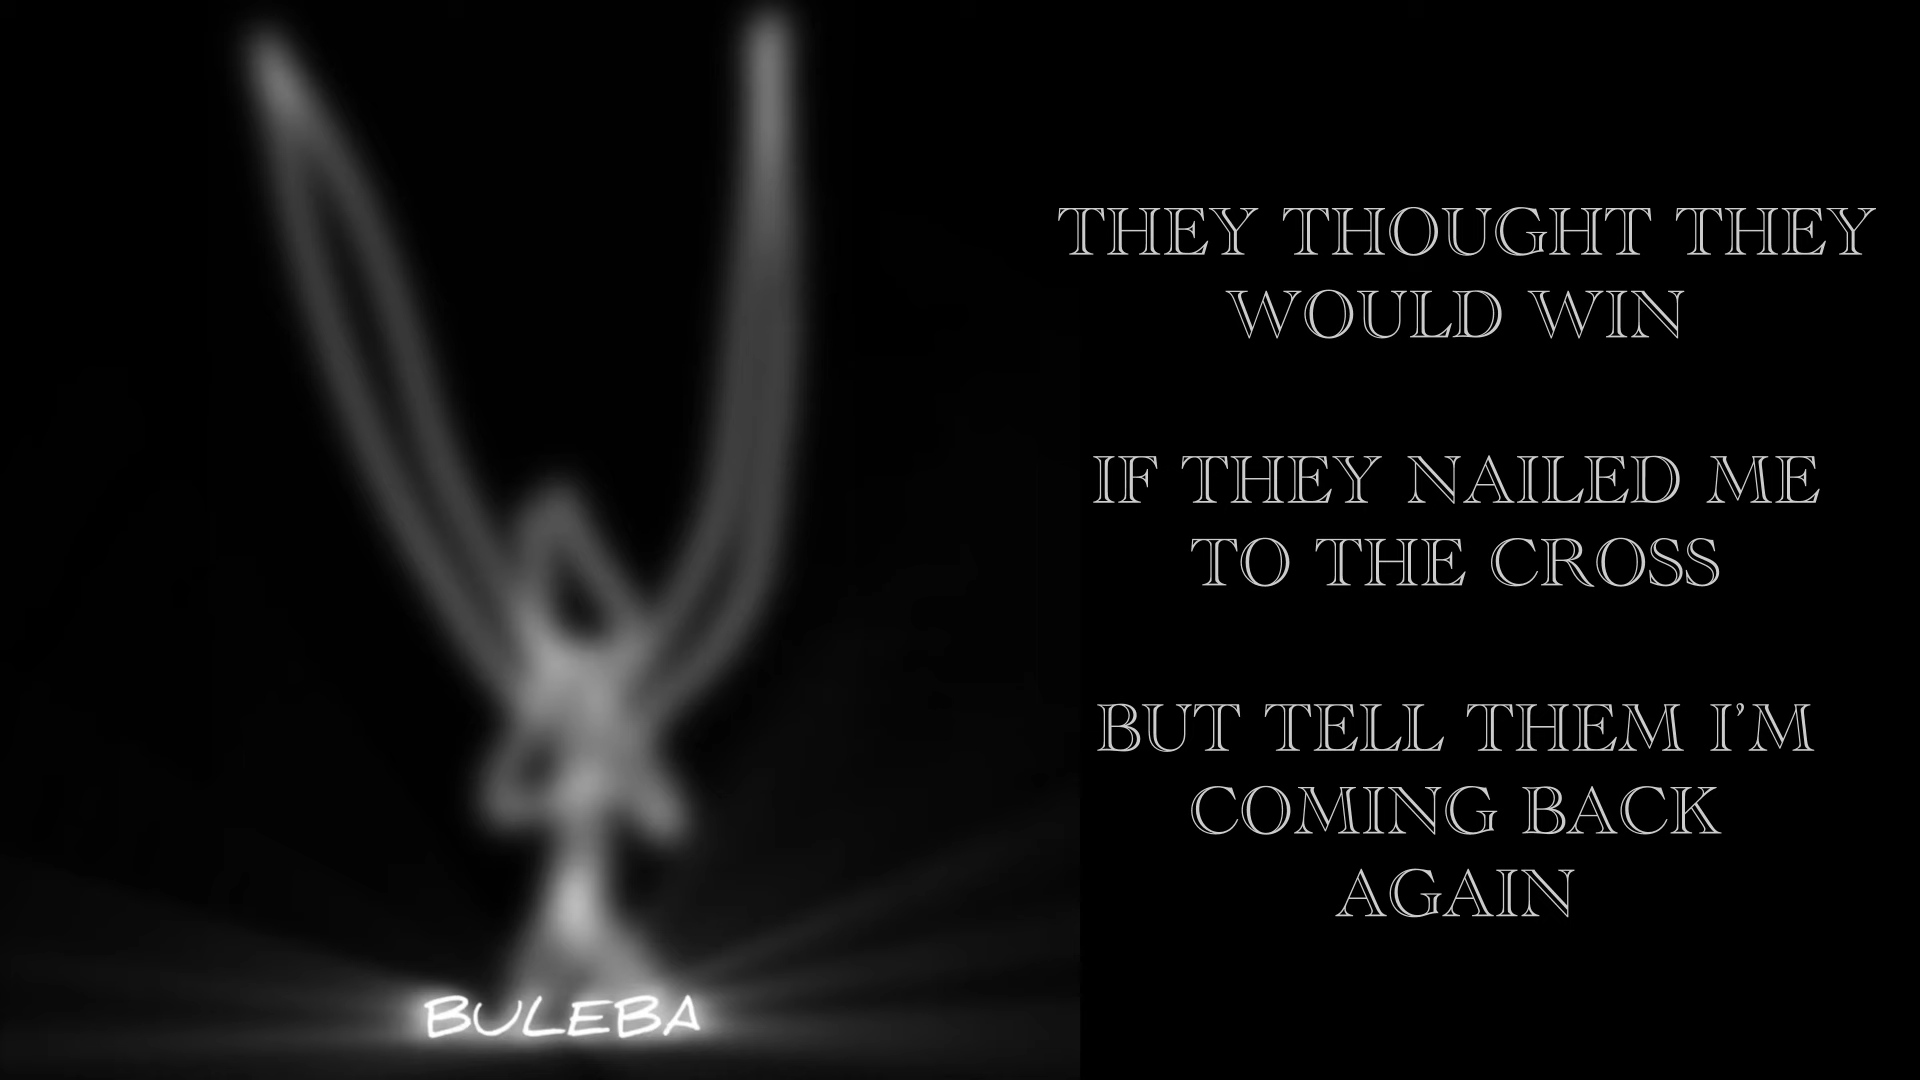 THEY THOUGHT THEY
WOULD WIN
IF THEY NAILED ME
TO THE CROSS
BUT TELL THEM I'M
COMING BACK
AGAIN
BULEBA